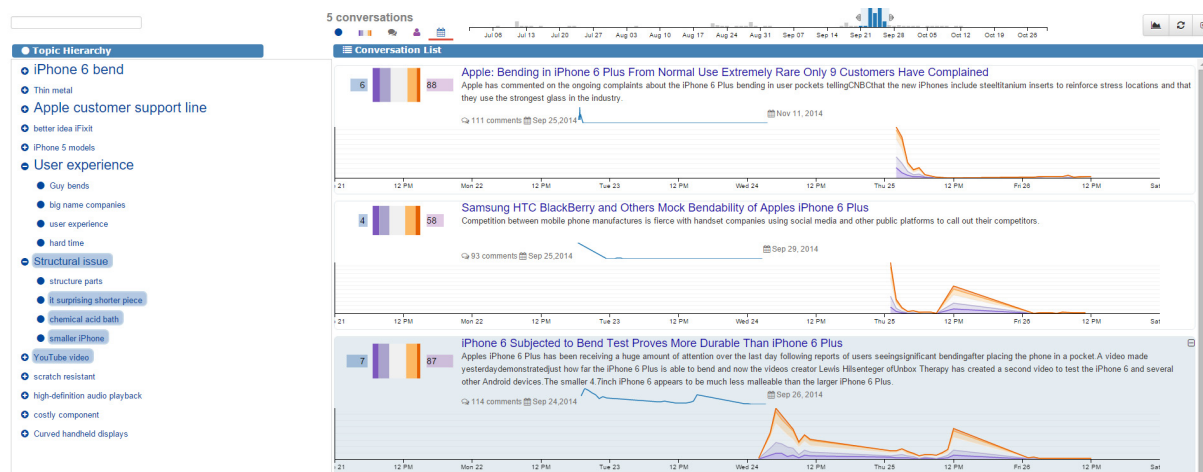 5 conversations
Jul 06 Jul 13 Jul 20 Jul 27 Aug 03 Aug 10 Aug 17 Aug 24 Aug 31 Sep 07 Sep 14 Sep 21 Sep 28 Oct 05 Oct 12 Oct 19 Oct 26
Topic Hierarchy
iPhone 6 bend
Thin metal
Apple customer support line
better idea iFixit
iPhone 5 models
User experience
Guy bends
big name companies
user experience
hard time
Structural issue
structure parts
it surprising shorter piece
chemical acid bath
smaller iPhone
YouTube video
scratch resistant
high-definition audio playback
costly component
Curved handheld displays
Conversation List
6 88
Apple: Bending in iPhone 6 Plus From Normal Use Extremely Rare Only 9 Customers Have Complained
Apple has commented on the ongoing complaints about the iPhone 6 Plus bending in user pockets tellingCNBCthat the new iPhones include steeltitanium inserts to reinforce stress locations and that
they use the strongest glass in the industry.
111 comments Sep 25,2014 Nov 11, 2014
21 12 PM Mon 22 12 PM Tue 23 12 PM Wed 24 12 PM Thu 25 12 PM Fri 26 12 PM Sat
4 58
Samsung HTC BlackBerry and Others Mock Bendability of Apples iPhone 6 Plus
Competition between mobile phone manufactures is fierce with handset companies using social media and other public platforms to call out their competitors.
93 comments Sep 25,2014 Sep 29, 2014
21 12 PM Mon 22 12 PM Tue 23 12 PM Wed 24 12 PM Thu 25 12 PM Fri 26 12 PM Sat
7 87
iPhone 6 Subjected to Bend Test Proves More Durable Than iPhone 6 Plus
Apples iPhone 6 Plus has been receiving a huge amount of attention over the last day following reports of users seeingsignificant bendingafter placing the phone in a pocket.A video made
yesterdaydemonstratedjust how far the iPhone 6 Plus is able to bend and now the videos creator Lewis Hilsenteger ofUnbox Therapy has created a second video to test the iPhone 6 and several
other Android devices.The smaller 4.7inch iPhone 6 appears to be much less malleable than the larger iPhone 6 Plus.
114 comments Sep 24,2014 Sep 26, 2014
21 12 PM Mon 22 12 PM Tue 23 12 PM Wed 24 12 PM Thu 25 12 PM Fri 26 12 PM Sat